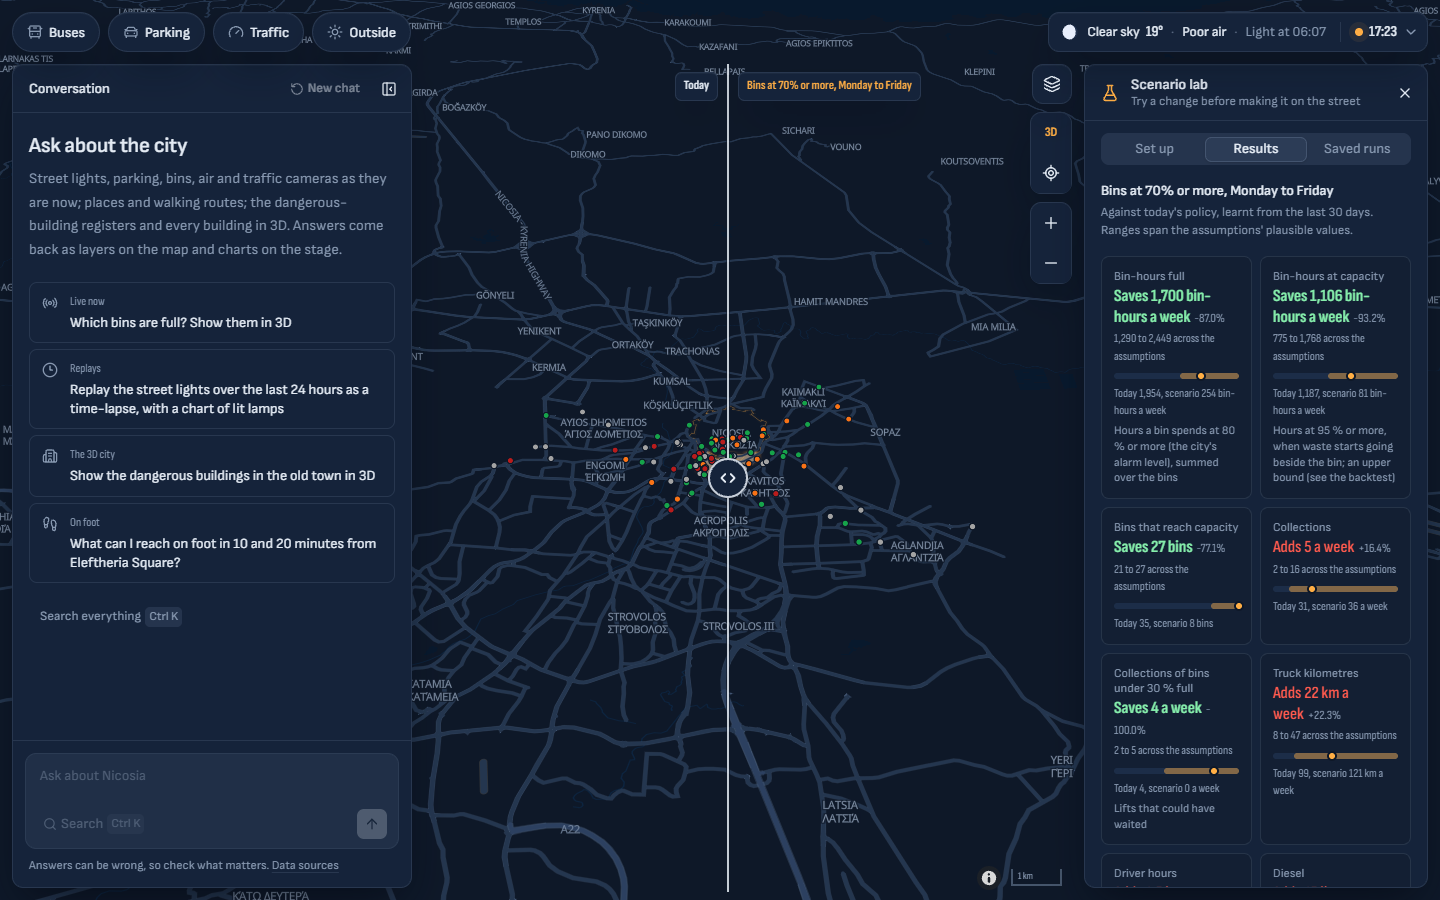 Buses
Parking
Traffic
Outside
Clear sky 19° · Poor air · Light at 06:07
17:23
Conversation
New chat
Ask about the city
Street lights, parking, bins, air and traffic cameras as they
are now; places and walking routes; the dangerous-
building registers and every building in 3D. Answers come
back as layers on the map and charts on the stage.
Live now
Which bins are full? Show them in 3D
Replays
Replay the street lights over the last 24 hours as a
time-lapse, with a chart of lit lamps
The 3D city
Show the dangerous buildings in the old town in 3D
On foot
What can I reach on foot in 10 and 20 minutes from
Eleftheria Square?
Search everything Ctrl K
Ask about Nicosia
Search Ctrl K
Answers can be wrong, so check what matters. Data sources
AGIOS GEORGIOS
TEMPLOS
KYRENIA
KARAKOUMI
KAZAFANI
AGIOS EPIKTITOS
KLEPINI
BELLAPAIS
Today
Bins at 70% or more, Monday to Friday
BOĞAZKÖY
PANO DIKOMO
DIKOMO
SICHARI
VOUNO
KOUTSOVENTIS
NICOSIA - KYRENIA HIGHWAY
GÖNYELI
HAMIT MANDRES
YENIKENT
TAŞKINKÖY
MIA MILIA
ORTAKÖY
TRACHONAS
KERMIA
KUMSAL
KÖŞKLÜÇIFTLIK
KAIMAKLI
ΚΑΪΜΑΚΛΊ
AYIOS DHOMETIOS
ΆΓΙΟΣ ΔΟΜΈΤΙΟΣ
SOPAZ
ENGOMI
ΈΓΚΩΜΗ
ACROPOLIS
ΑΚΡΌΠΟΛΙΣ
AGLANDJIA
ΑΓΛΑΝΤΖΙΆ
STROVOLOS
ΣΤΡΌΒΟΛΟΣ
STROVOLOS III
YERI
ΓΈΡΙ
LATSIA
ΛΑΤΣΙΆ
A22
ΚΆΤΩ ΔΕΥΤΕΡΆ
3D
1 km
Scenario lab
Try a change before making it on the street
Set up
Results
Saved runs
Bins at 70% or more, Monday to Friday
Against today's policy, learnt from the last 30 days.
Ranges span the assumptions' plausible values.
Bin-hours full
Saves 1,700 bin-
hours a week -87.0%
1,290 to 2,449 across the
assumptions
Today 1,954, scenario 254 bin-
hours a week
Hours a bin spends at 80
% or more (the city's
alarm level), summed
over the bins
Bin-hours at capacity
Saves 1,106 bin-
hours a week -93.2%
775 to 1,768 across the
assumptions
Today 1,187, scenario 81 bin-
hours a week
Hours at 95 % or more,
when waste starts going
beside the bin; an upper
bound (see the backtest)
Bins that reach capacity
Saves 27 bins -77.1%
21 to 27 across the
assumptions
Today 35, scenario 8 bins
Collections
Adds 5 a week +16.4%
2 to 16 across the assumptions
Today 31, scenario 36 a week
Collections of bins
under 30 % full
Saves 4 a week -
100.0%
2 to 5 across the assumptions
Today 4, scenario 0 a week
Lifts that could have
waited
Truck kilometres
Adds 22 km a
week +22.3%
8 to 47 across the assumptions
Today 99, scenario 121 km a
week
Driver hours
Diesel